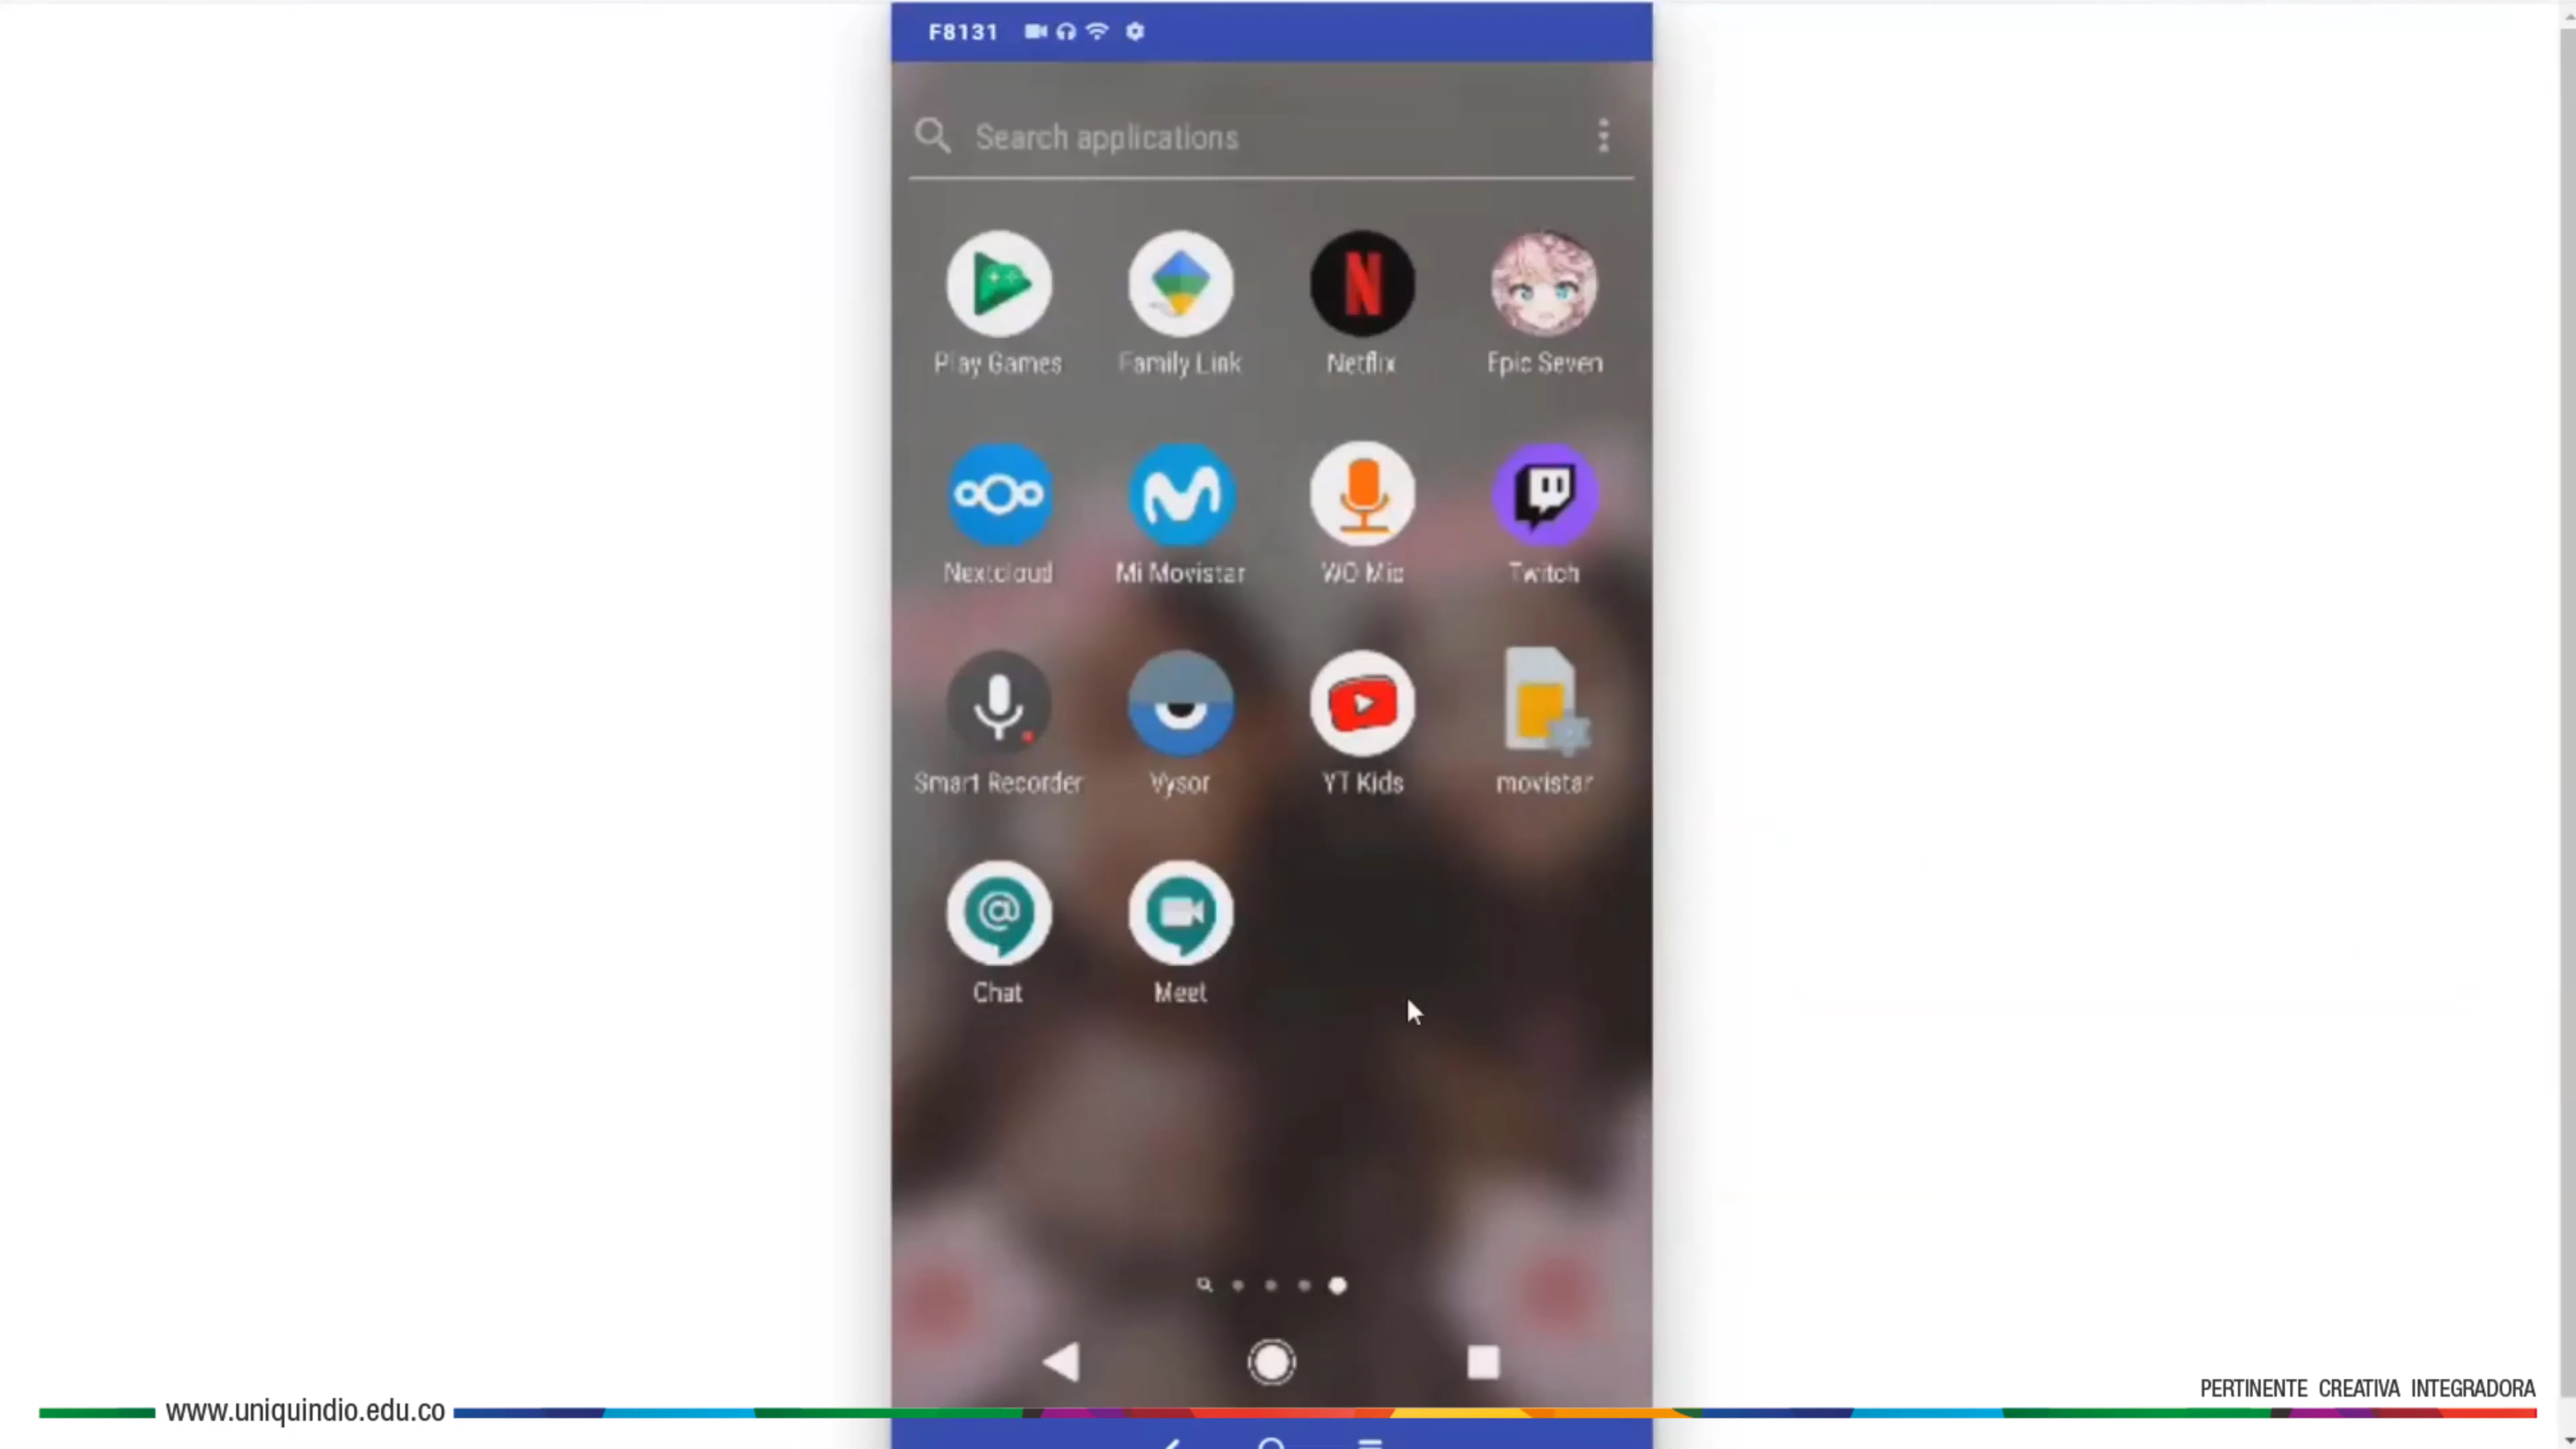 F8131
Search applications
Play Games Family Link Netflix Epic Seven
Nextcloud Mi Movistar WO Mic Twitch
Smart Recorder Vysor YT Kids movistar
Chat Meet
PERTINENTE CREATIVA INTEGRADORA
www.uniquindio.edu.co